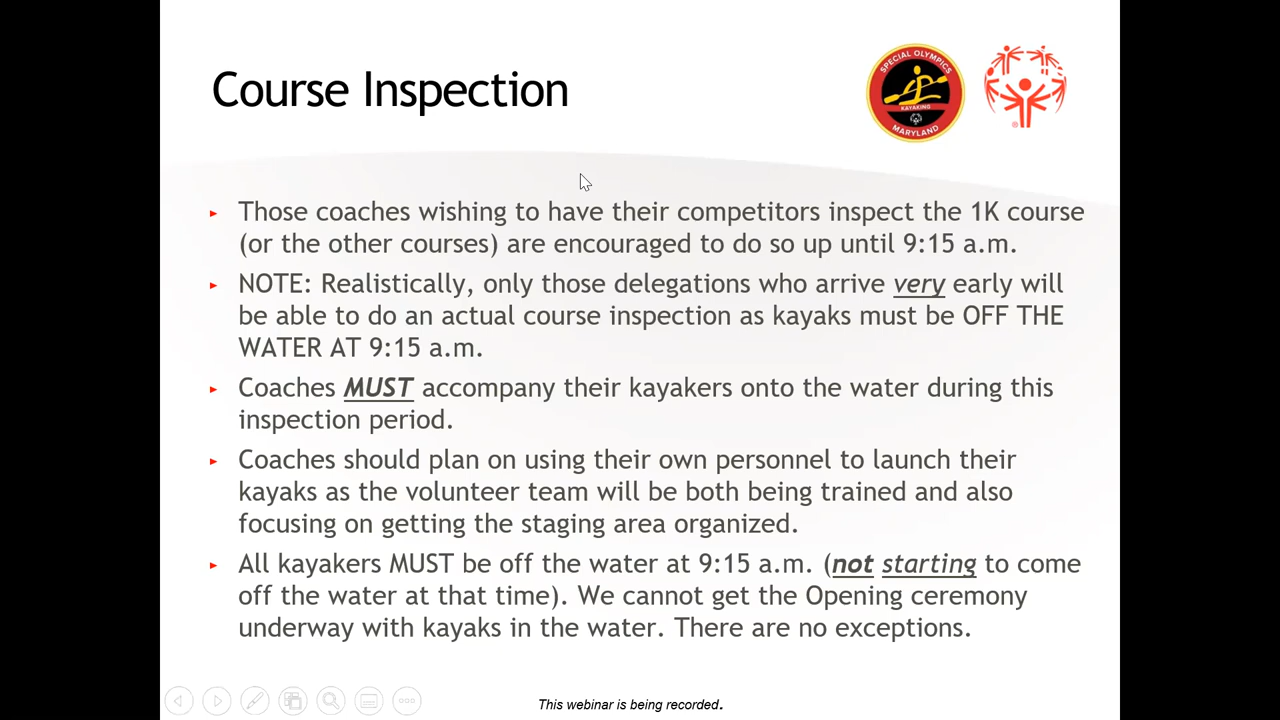 Course Inspection
SPECIAL OLYMPICS
KAYAKING
MARYLAND
Those coaches wishing to have their competitors inspect the 1K course
(or the other courses) are encouraged to do so up until 9:15 a.m.
NOTE: Realistically, only those delegations who arrive very early will
be able to do an actual course inspection as kayaks must be OFF THE
WATER AT 9:15 a.m.
Coaches MUST accompany their kayakers onto the water during this
inspection period.
Coaches should plan on using their own personnel to launch their
kayaks as the volunteer team will be both being trained and also
focusing on getting the staging area organized.
All kayakers MUST be off the water at 9:15 a.m. (not starting to come
off the water at that time). We cannot get the Opening ceremony
underway with kayaks in the water. There are no exceptions.
This webinar is being recorded.